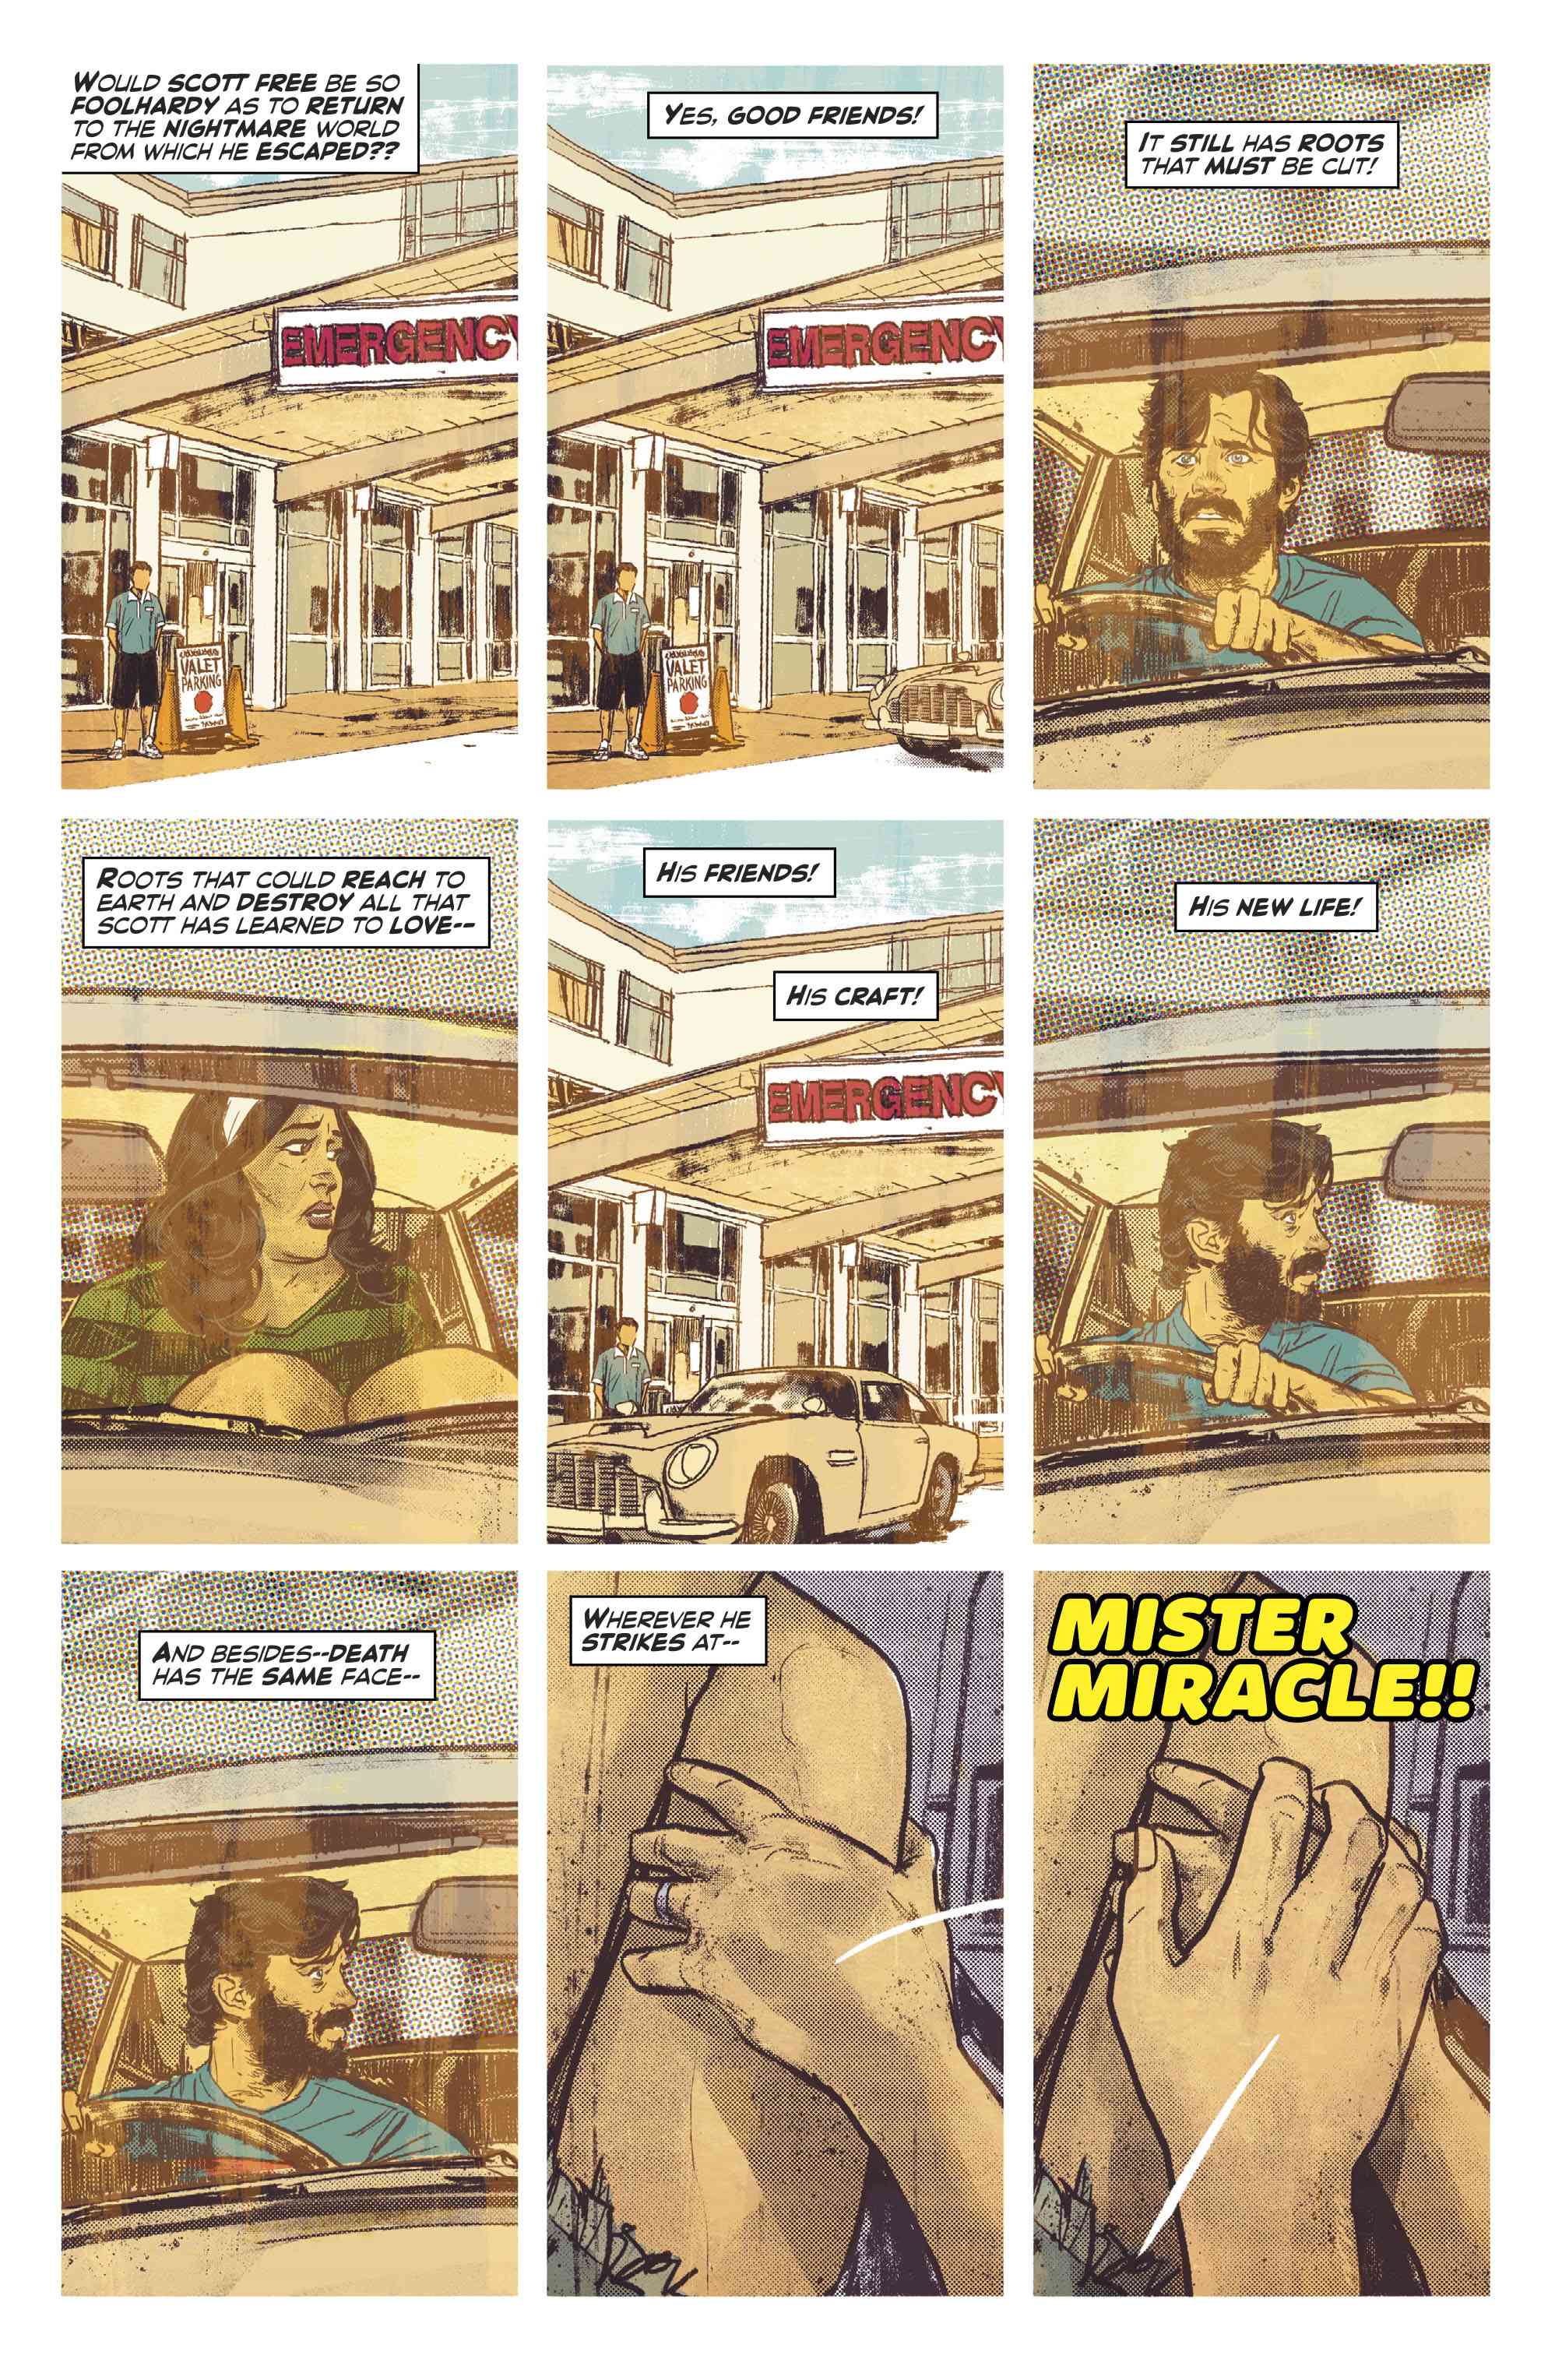 WOULD SCOTT FREE BE SO
FOOLHARDY AS TO RETURN
TO THE NIGHTMARE WORLD
FROM WHICH HE ESCAPED??
EMERGENCY
VALET
PARKING
YES, GOOD FRIENDS!
EMERGENCY
VALET
PARKING
IT STILL HAS ROOTS
THAT MUST BE CUT!
ROOTS THAT COULD REACH TO
EARTH AND DESTROY ALL THAT
SCOTT HAS LEARNED TO LOVE--
HIS FRIENDS!
HIS CRAFT!
EMERGENCY
HIS NEW LIFE!
AND BESIDES--DEATH
HAS THE SAME FACE--
WHEREVER HE
STRIKES AT--
MISTER
MIRACLE!!